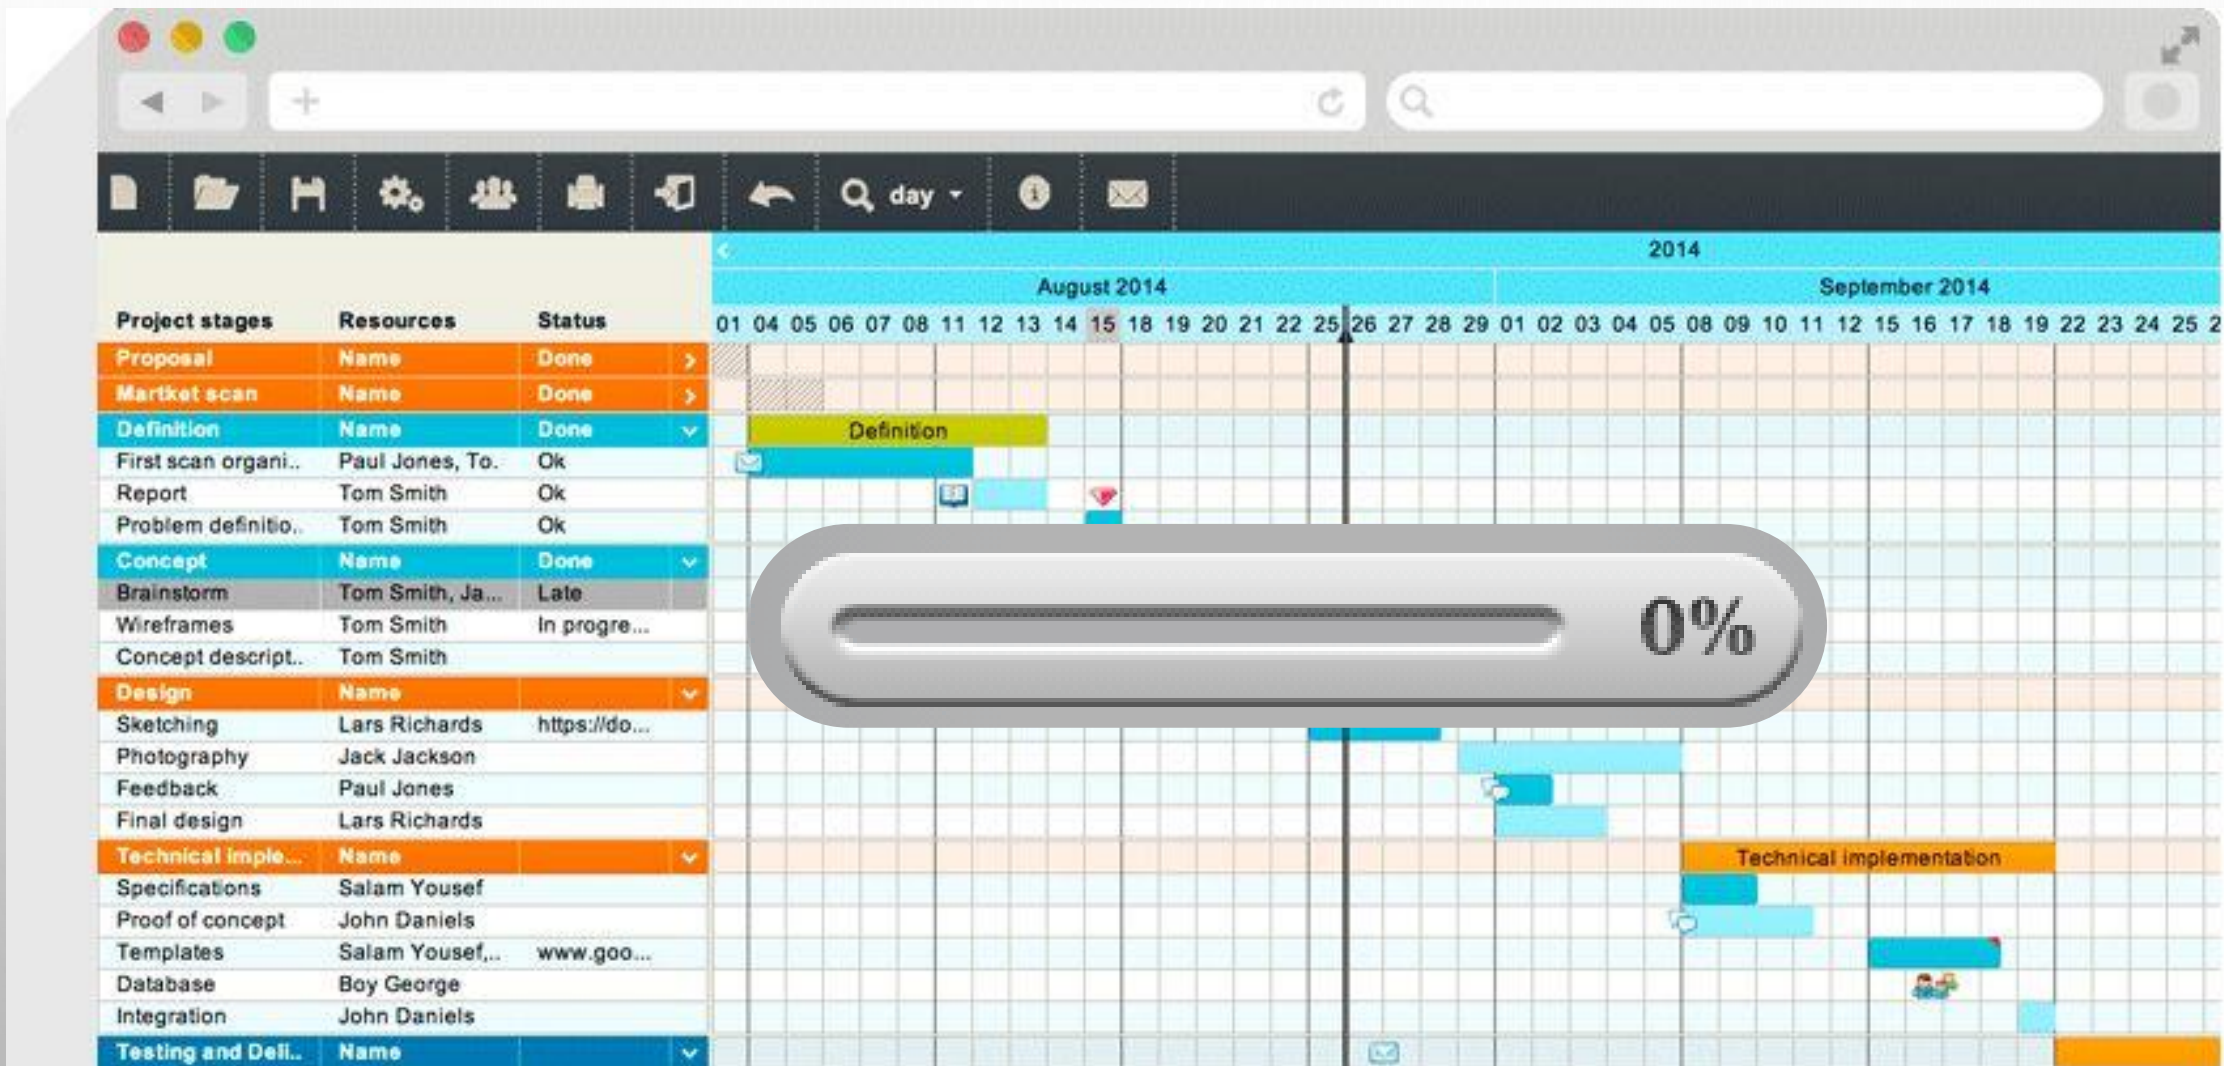 day
2014
August 2014 September 2014
Project stages Resources Status 01 04 05 06 07 08 11 12 13 14 15 18 19 20 21 22 25 26 27 28 29 01 02 03 04 05 08 09 10 11 12 15 16 17 18 19 22 23 24 25 2
Proposal Name Done
Martket scan Name Done
Definition Name Done Definition
First scan organi.. Paul Jones, To. Ok
Report Tom Smith Ok
Problem definitio.. Tom Smith Ok
Concept Name Done
Brainstorm Tom Smith, Ja... Late
Wireframes Tom Smith In progre... 0%
Concept descript.. Tom Smith
Design Name
Sketching Lars Richards https://do...
Photography Jack Jackson
Feedback Paul Jones
Final design Lars Richards
Technical imple... Name Technical implementation
Specifications Salam Yousef
Proof of concept John Daniels
Templates Salam Yousef,.. www.goo...
Database Boy George
Integration John Daniels
Testing and Deli.. Name